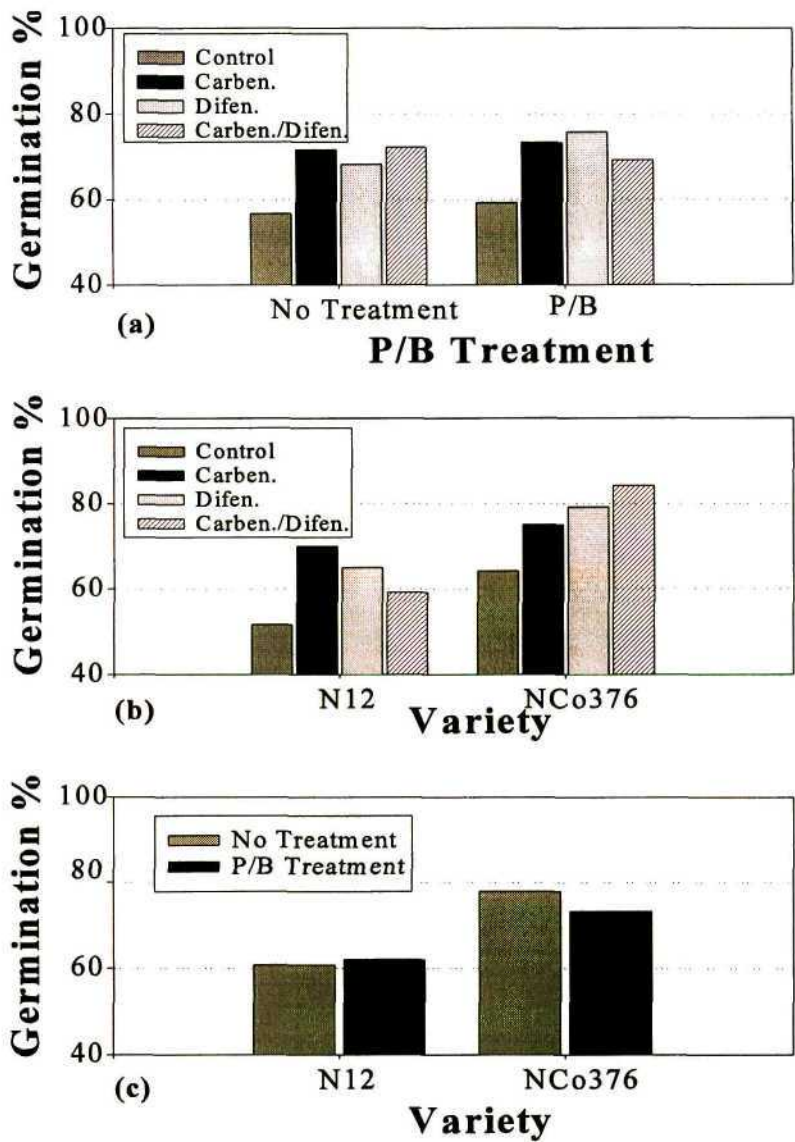 Germination %
100
80
60
40
Control
Carben.
Difen.
Carben./Difen.
No Treatment
P/B
(a)
P/B Treatment
Germination %
100
80
60
40
Control
Carben.
Difen.
Carben./Difen.
N12
NCo376
(b)
Variety
Germination %
100
80
60
40
No Treatment
P/B Treatment
N12
NCo376
(c)
Variety